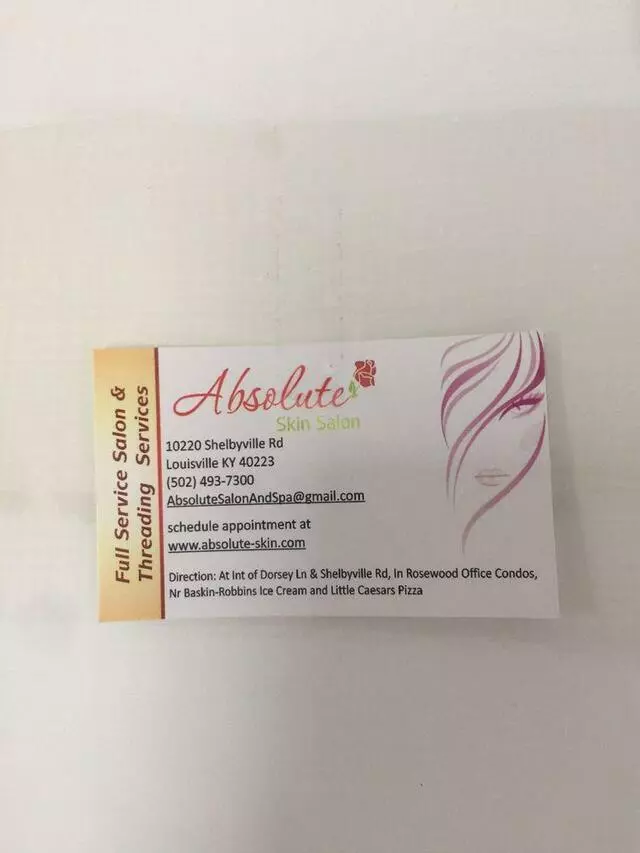 Full Service Salon &
Threading Services
Absolute
Skin Salon
10220 Shelbyville Rd
Louisville KY 40223
(502) 493-7300
AbsoluteSalonAndSpa@gmail.com
schedule appointment at
www.absolute-skin.com
Direction: At Int of Dorsey Ln & Shelbyville Rd, In Rosewood Office Condos,
Nr Baskin-Robbins Ice Cream and Little Caesars Pizza